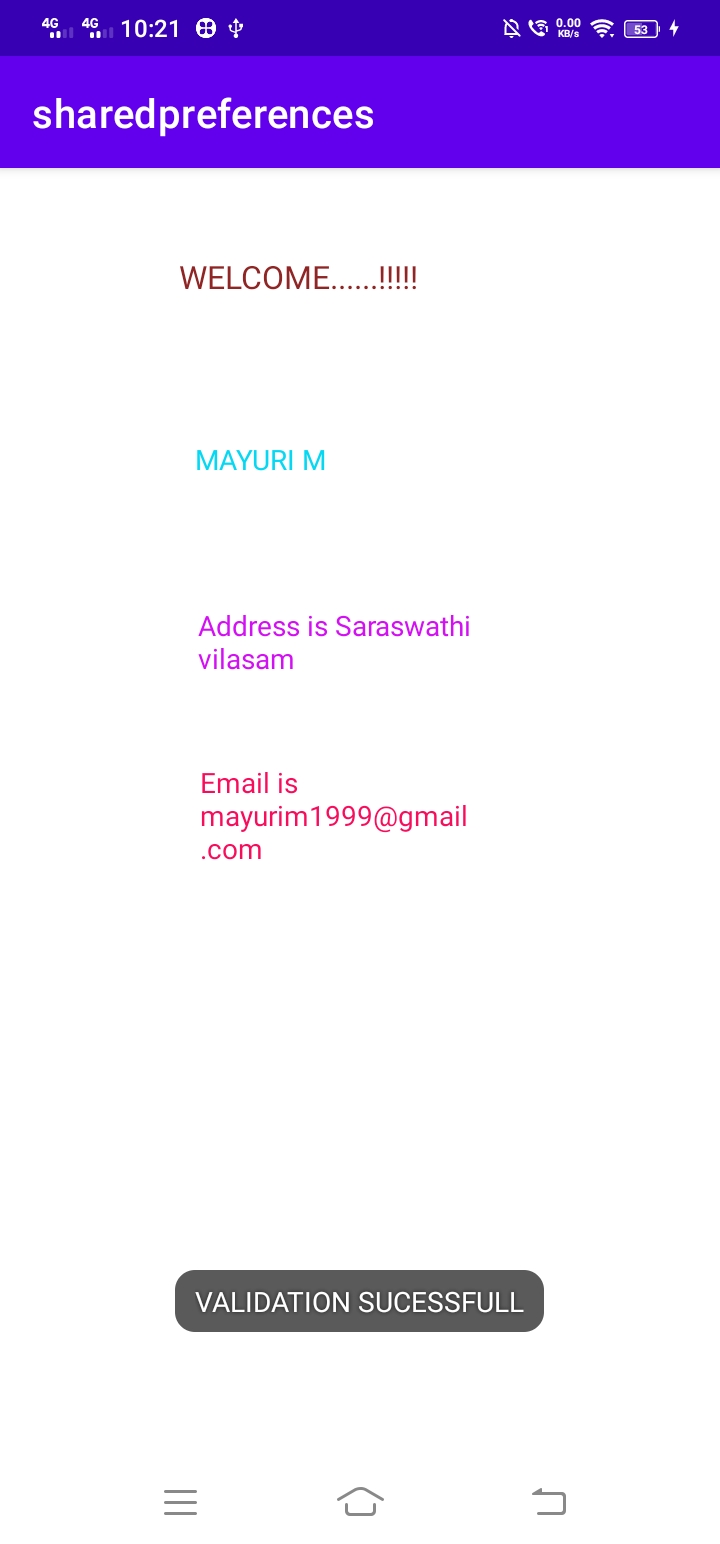 4G 4G 10:21 0.00 KB/s 53
sharedpreferences
WELCOME......!!!!!
MAYURI M
Address is Saraswathi
vilasam
Email is
mayurim1999@gmail
.com
VALIDATION SUCESSFULL